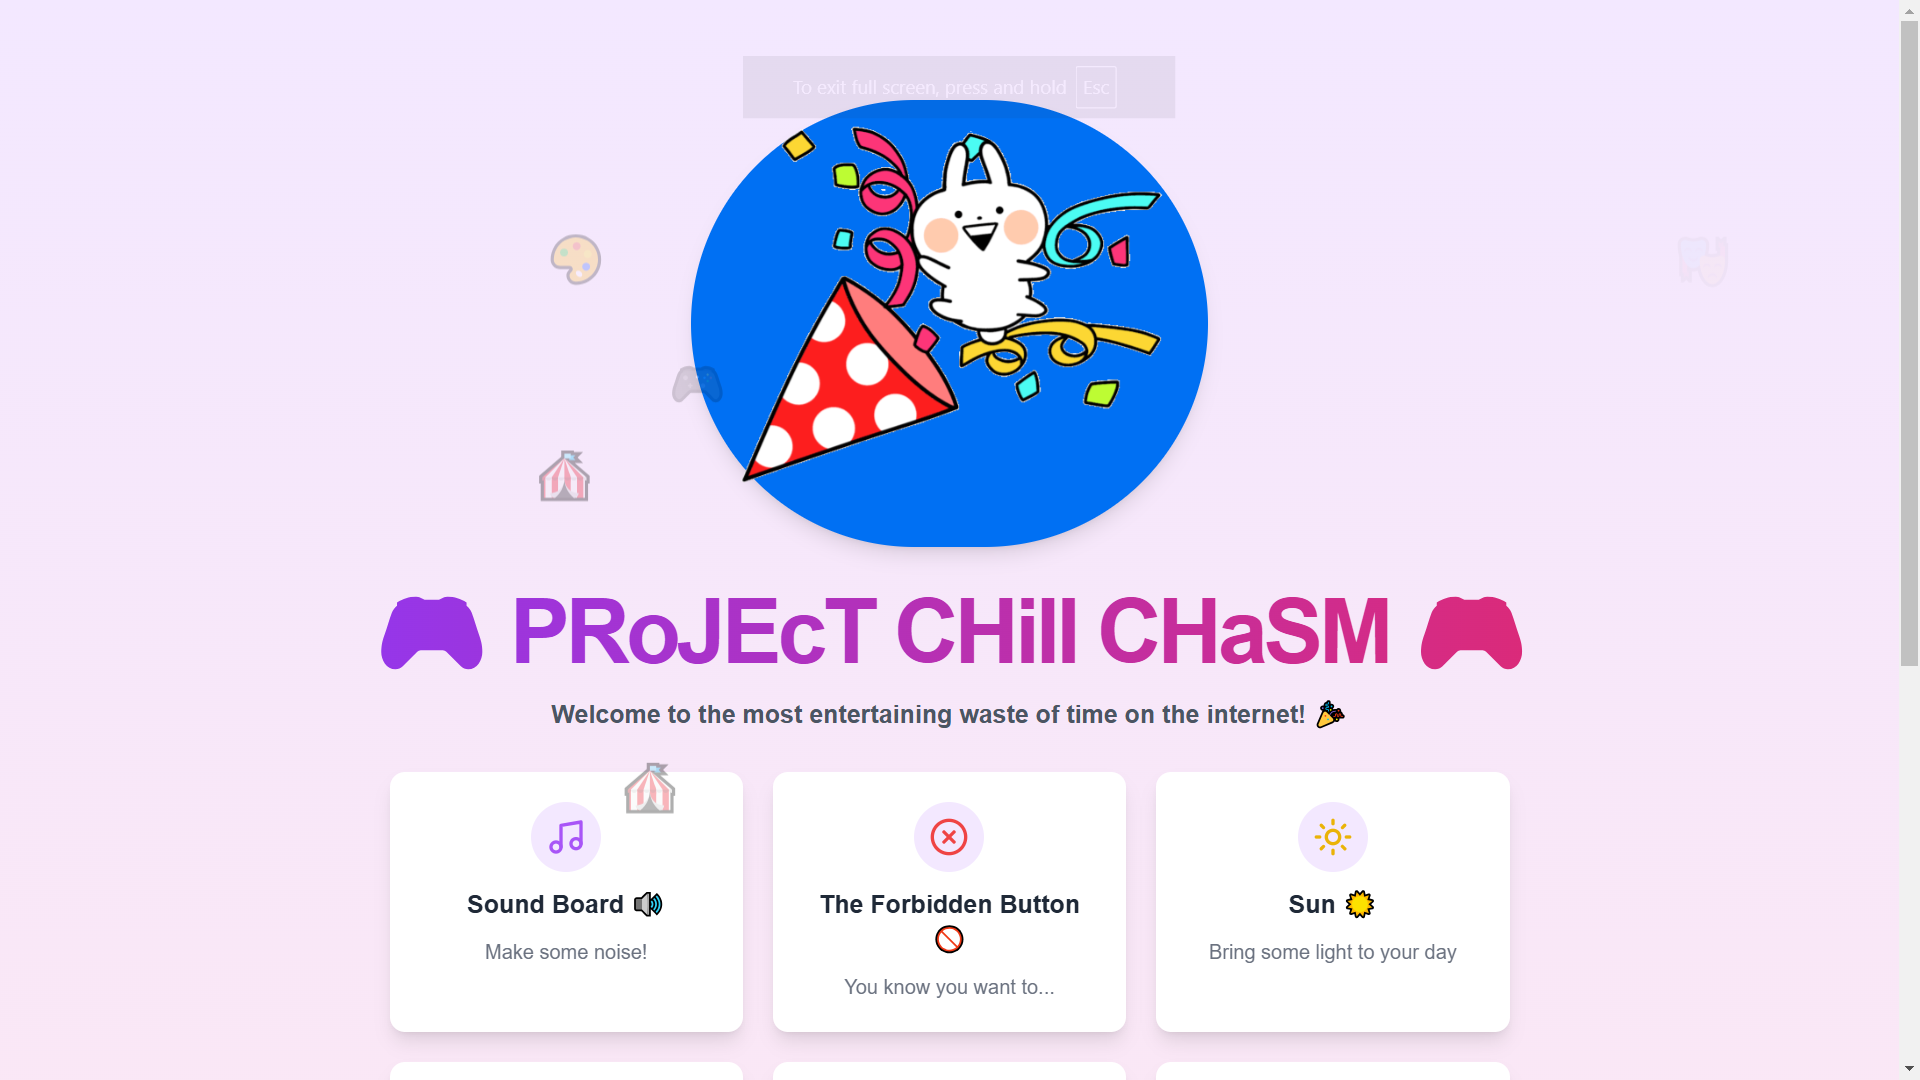 To exit full screen, press and hold Esc
🎮 PRoJEcT CHill CHaSM 🎮
Welcome to the most entertaining waste of time on the internet! 🎉
Sound Board 🔊
Make some noise!
The Forbidden Button
🚫
You know you want to...
Sun ☀️
Bring some light to your day